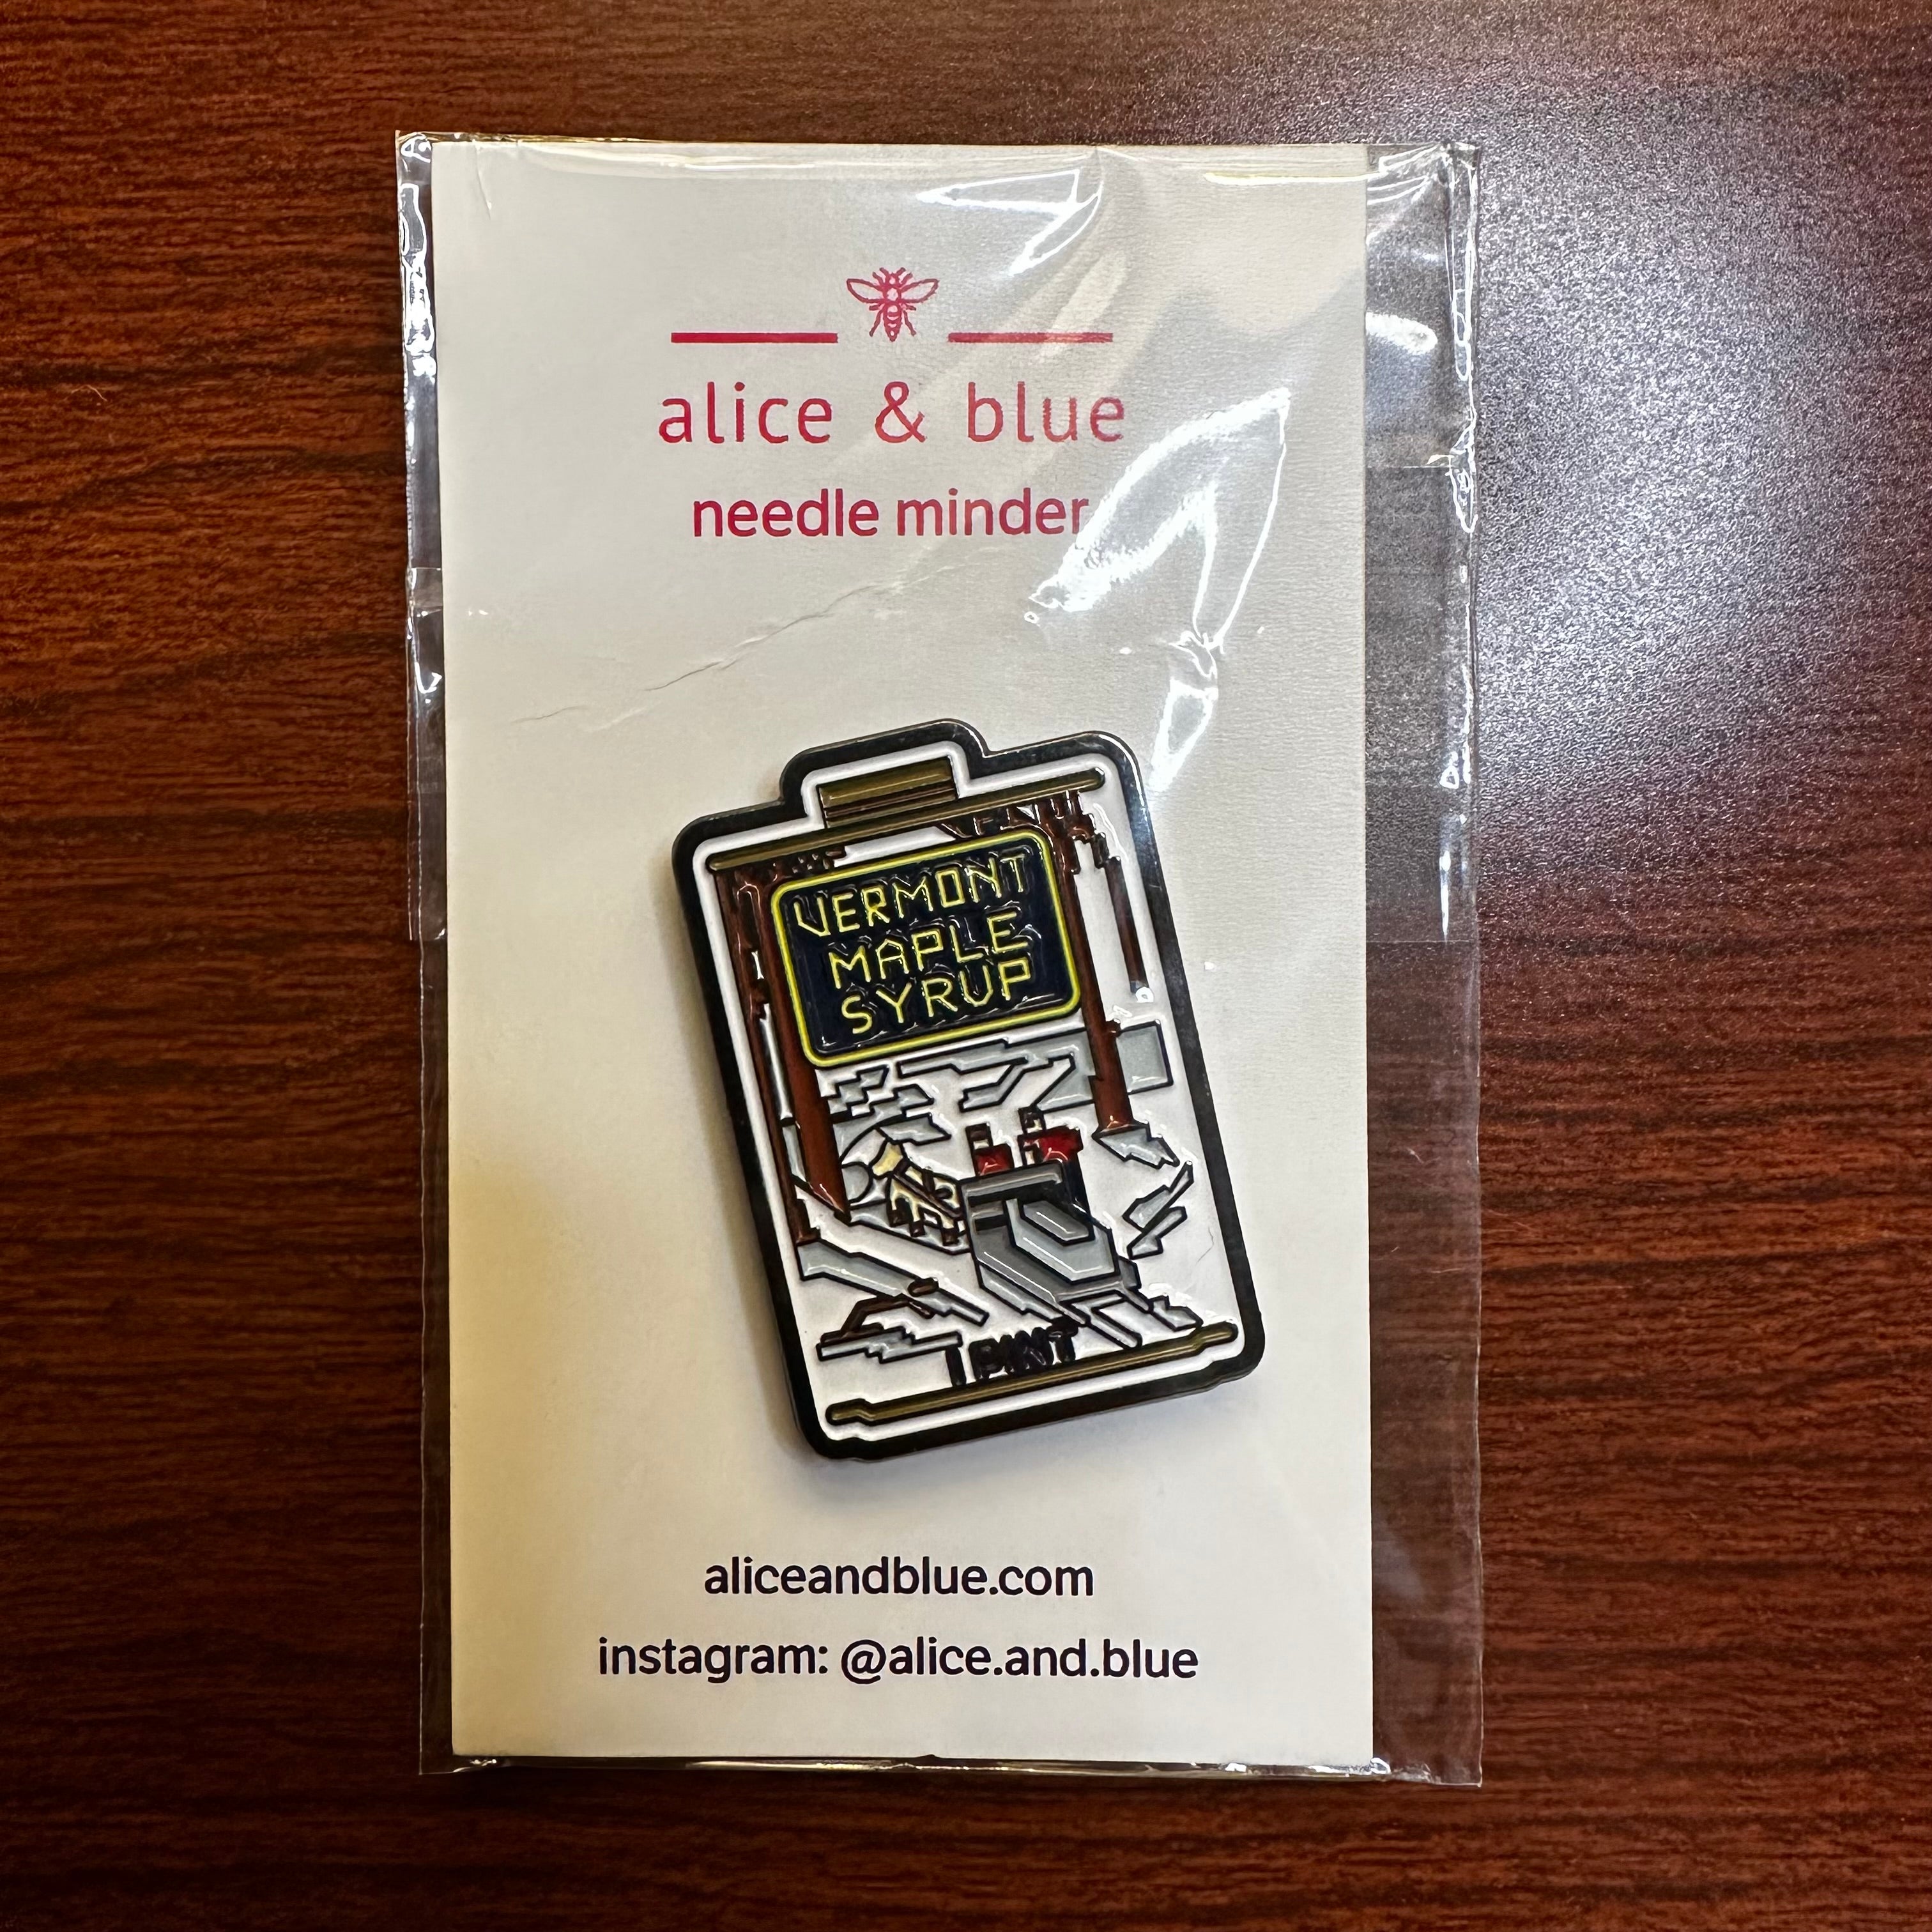 alice & blue
needle minder
VERMONT
MAPLE
SYRUP
1 PINT
aliceandblue.com
instagram: @alice.and.blue